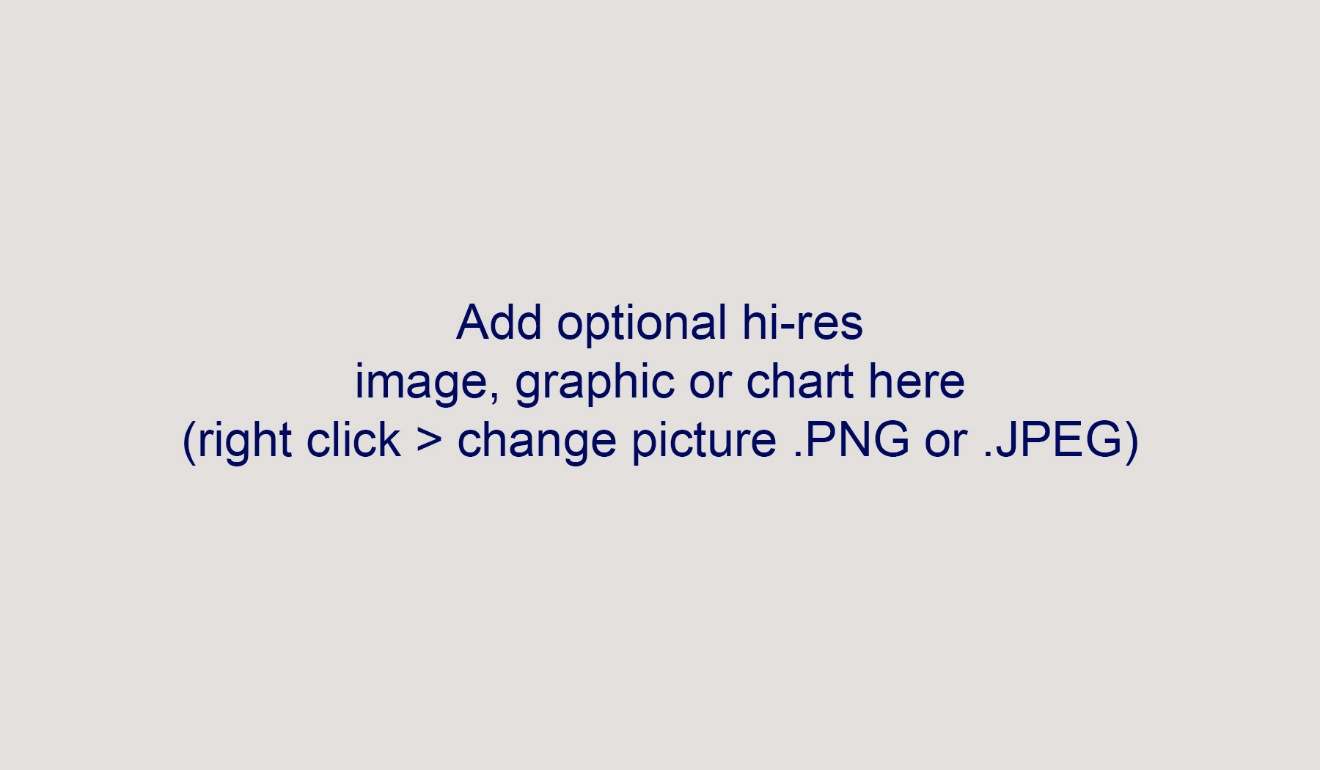 Add optional hi-res
image, graphic or chart here
(right click > change picture .PNG or .JPEG)